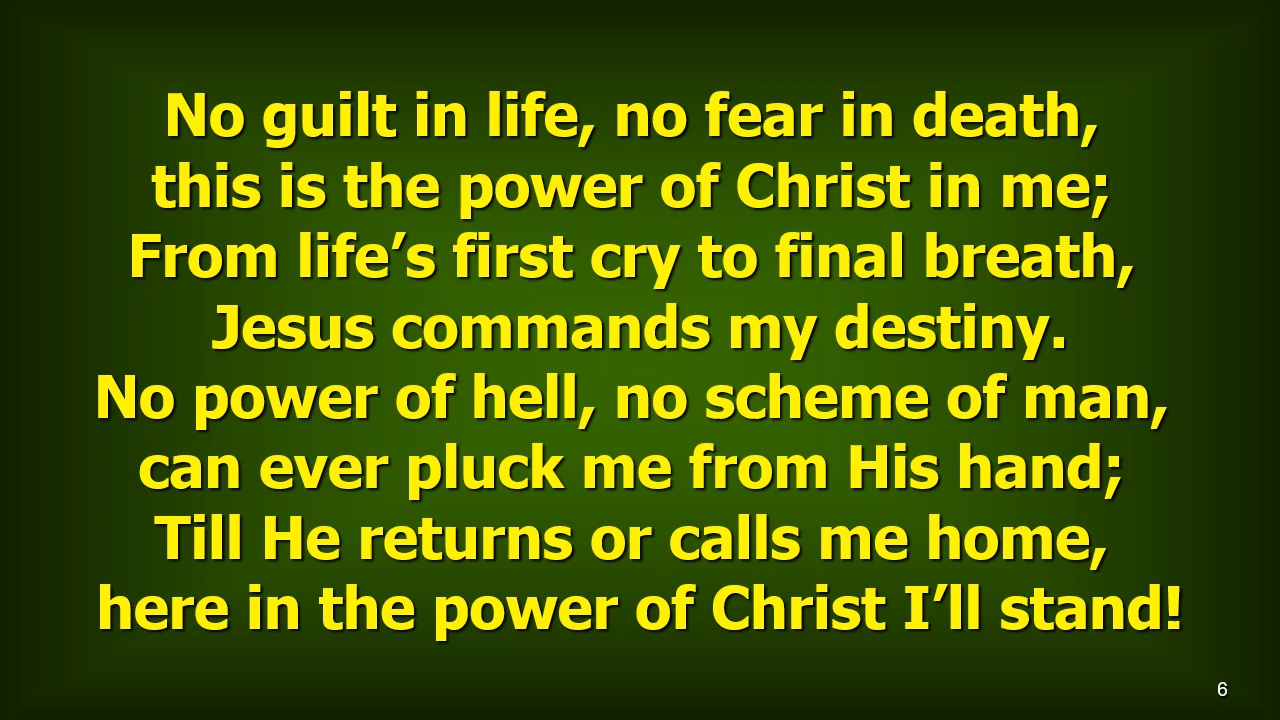 No guilt in life, no fear in death,
this is the power of Christ in me;
From life’s first cry to final breath,
Jesus commands my destiny.
No power of hell, no scheme of man,
can ever pluck me from His hand;
Till He returns or calls me home,
here in the power of Christ I’ll stand!
6